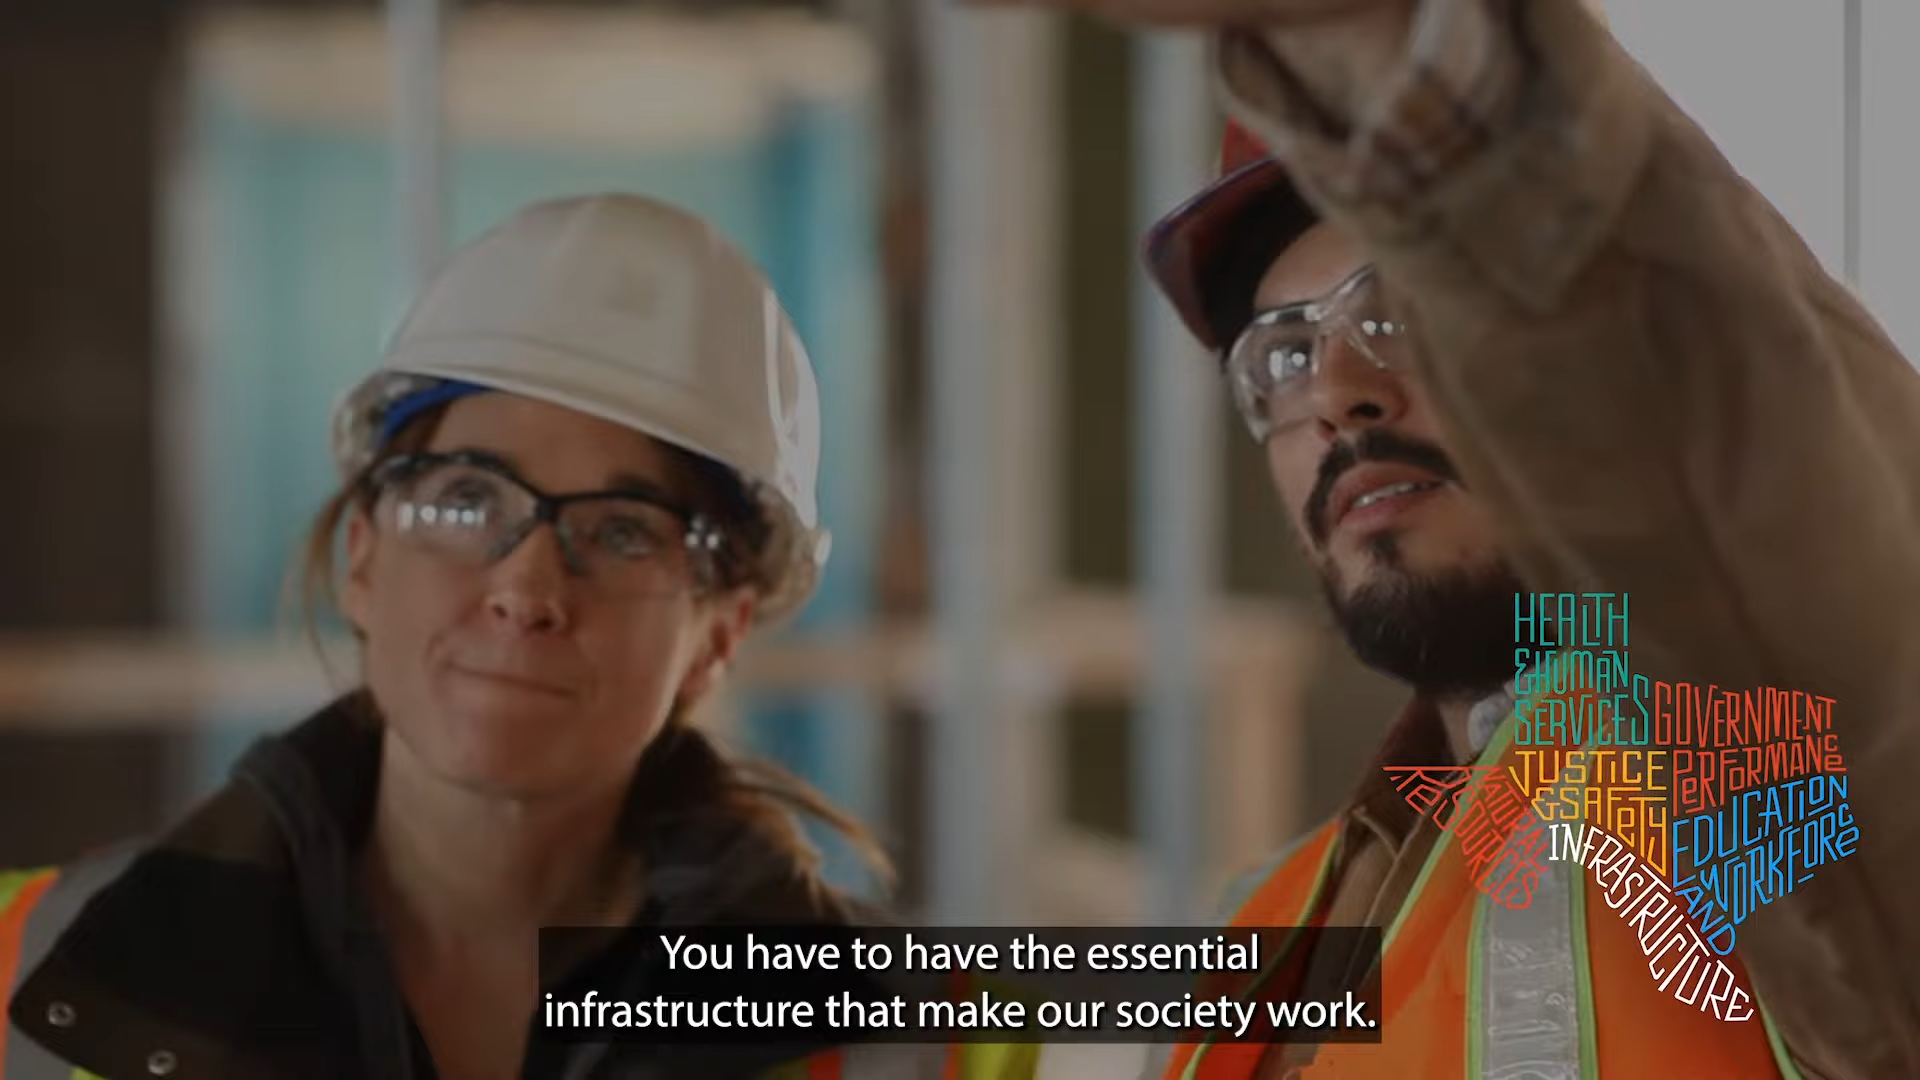 HEALTH
&HUMAN
SERVICES
GOVERNMENT
PERFORMANCE
JUSTICE
&SAFETY
NATURAL
RESOURCES
EDUCATION
AND
WORKFORCE
INFRASTRUCTURE
You have to have the essential
infrastructure that make our society work.